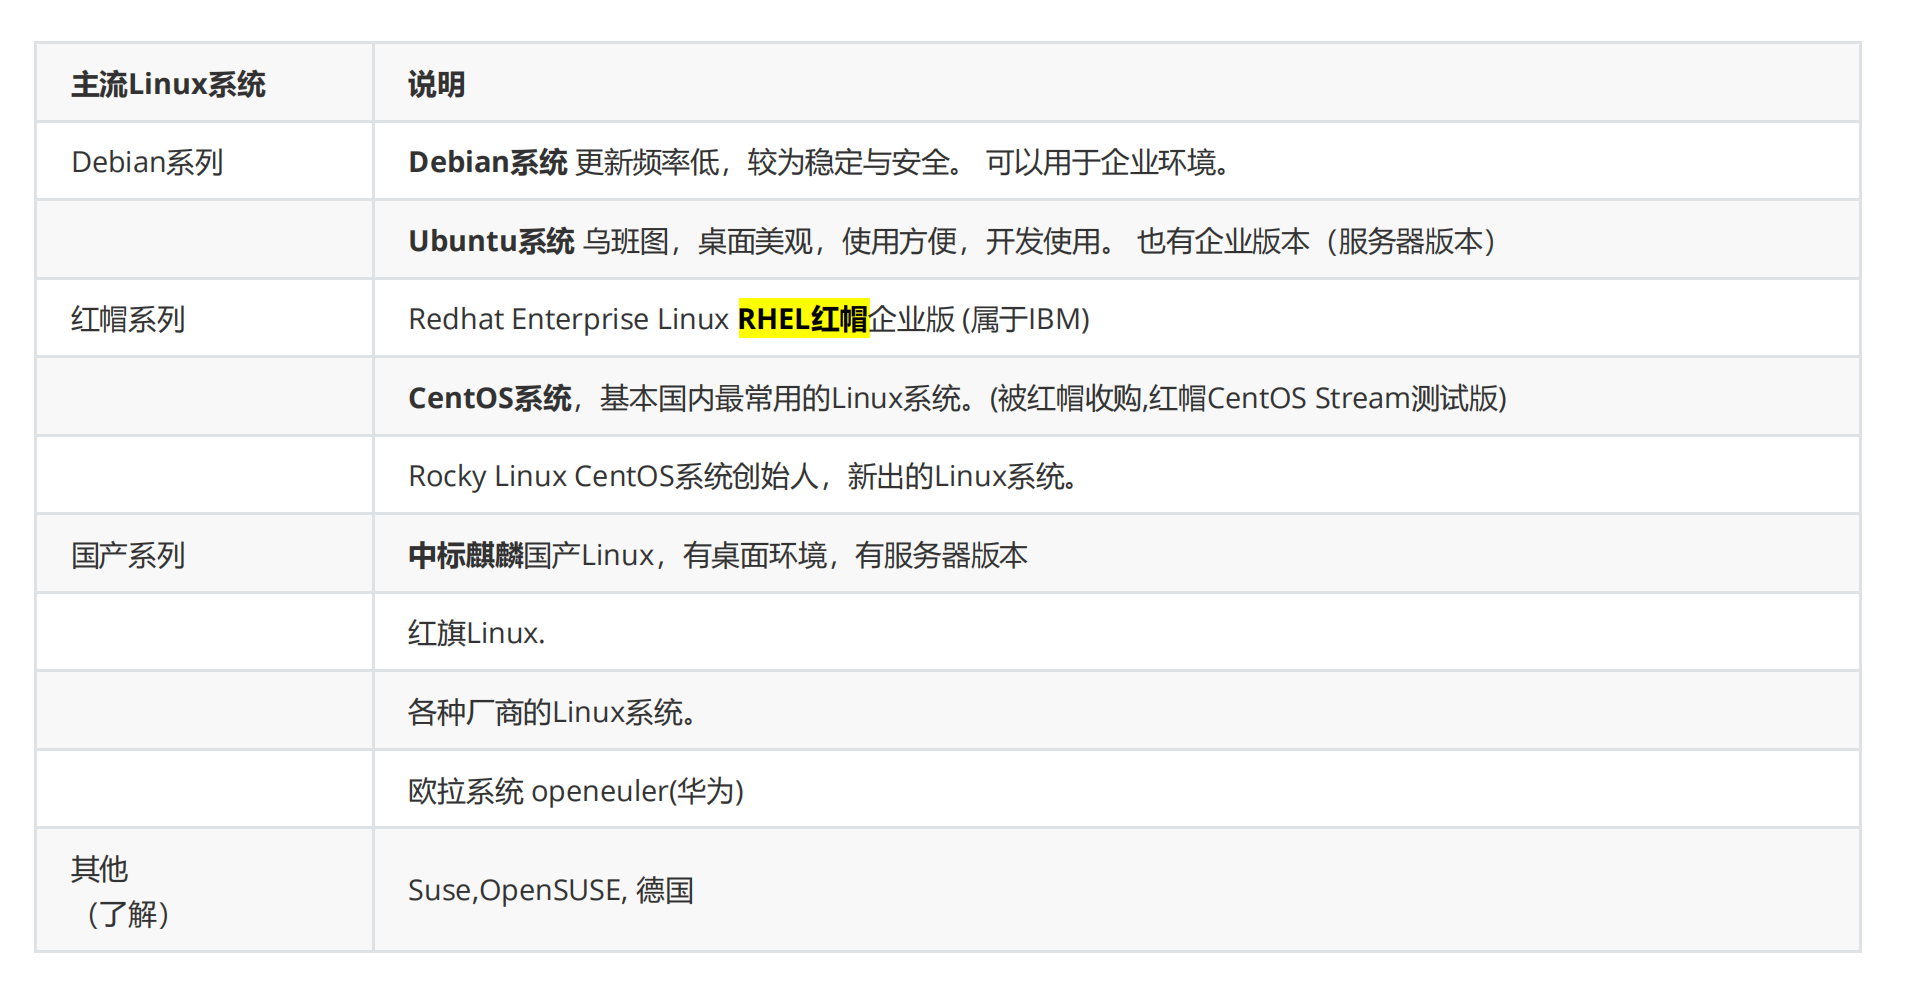 主流Linux系统 说明
Debian系列 Debian系统 更新频率低，较为稳定与安全。 可以用于企业环境。
Ubuntu系统 乌班图，桌面美观，使用方便，开发使用。 也有企业版本（服务器版本）
红帽系列 Redhat Enterprise Linux RHEL红帽企业版 (属于IBM)
CentOS系统，基本国内最常用的Linux系统。(被红帽收购,红帽CentOS Stream测试版)
Rocky Linux CentOS系统创始人，新出的Linux系统。
国产系列 中标麒麟国产Linux，有桌面环境，有服务器版本
红旗Linux.
各种厂商的Linux系统。
欧拉系统 openeuler(华为)
其他
（了解）
Suse,OpenSUSE, 德国